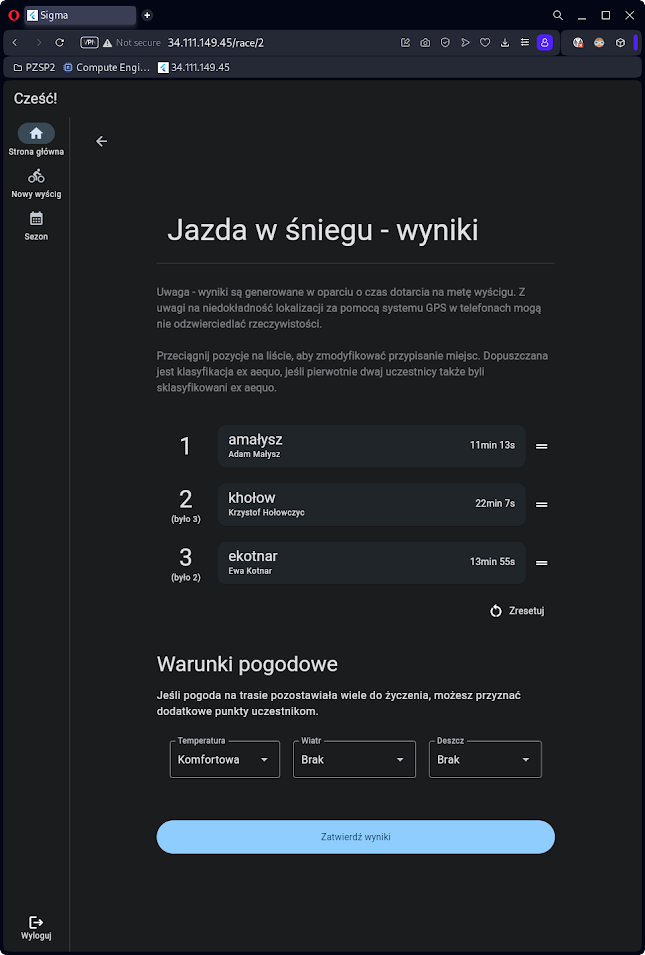 Sigma
VPN
Not secure 34.111.149.45/race/2
PZSP2 Compute Engi... 34.111.149.45
Cześć!
Strona główna
Nowy wyścig
Sezon
Jazda w śniegu - wyniki
Uwaga - wyniki są generowane w oparciu o czas dotarcia na metę wyścigu. Z
uwagi na niedokładność lokalizacji za pomocą systemu GPS w telefonach mogą
nie odzwierciedlać rzeczywistości.
Przeciągnij pozycje na liście, aby zmodyfikować przypisanie miejsc. Dopuszczana
jest klasyfikacja ex aequo, jeśli pierwotnie dwaj uczestnicy także byli
sklasyfikowani ex aequo.
1 amałysz 11min 13s
Adam Małysz
2 khołow 22min 7s
(było 3) Krzystof Hołowczyc
3 ekotnar 13min 55s
(było 2) Ewa Kotnar
Zresetuj
Warunki pogodowe
Jeśli pogoda na trasie pozostawiała wiele do życzenia, możesz przyznać
dodatkowe punkty uczestnikom.
Temperatura Wiatr Deszcz
Komfortowa Brak Brak
Zatwierdź wyniki
Wyloguj